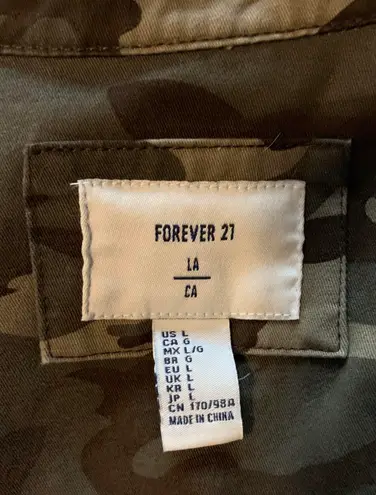 FOREVER 21
LA
CA
US L
CA G
MX L/G
BR G
EU L
UK L
KR L
JP L
CN 170/98A
MADE IN CHINA